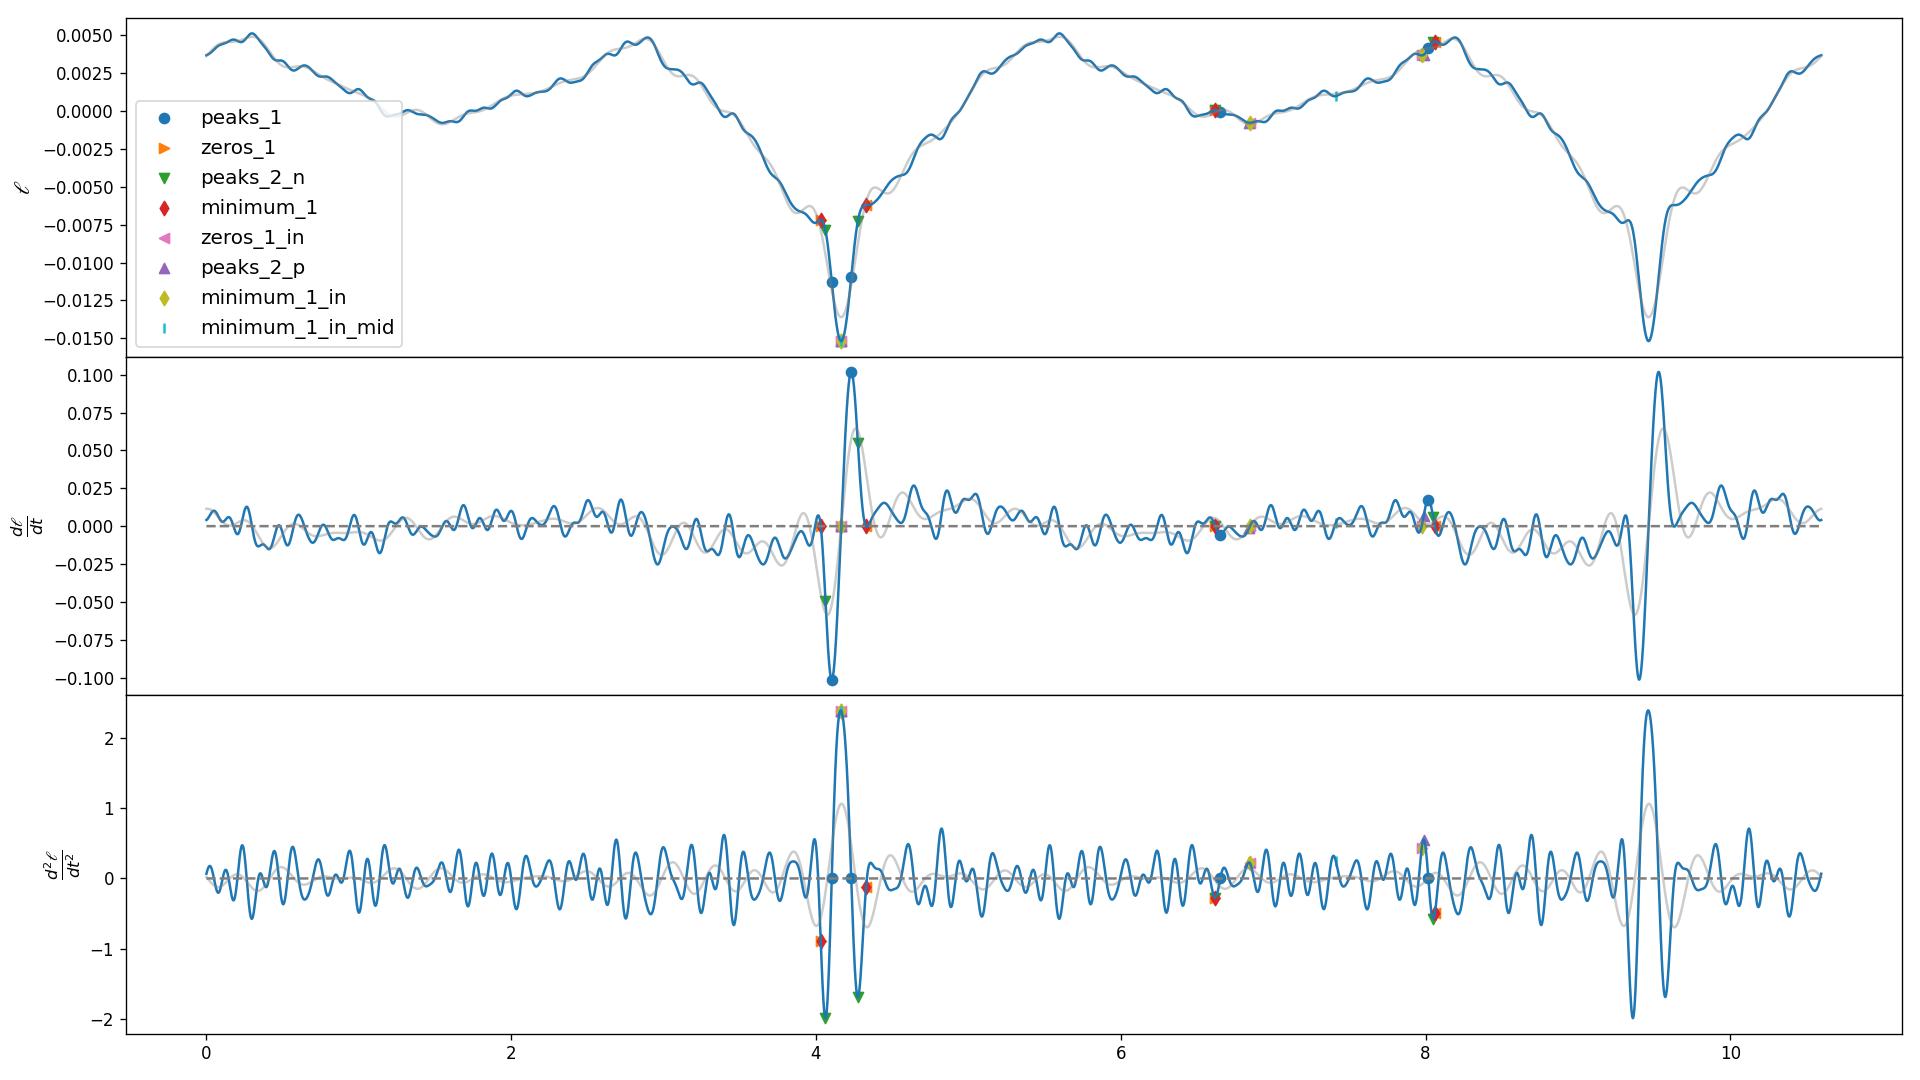 0.0050
0.0025
0.0000
−0.0025
−0.0050
−0.0075
−0.0100
−0.0125
−0.0150
ℓ
peaks_1
zeros_1
peaks_2_n
minimum_1
zeros_1_in
peaks_2_p
minimum_1_in
minimum_1_in_mid
0.100
0.075
0.050
0.025
0.000
−0.025
−0.050
−0.075
−0.100
dℓ
dt
2
1
0
−1
−2
d²ℓ
dt²
0 2 4 6 8 10